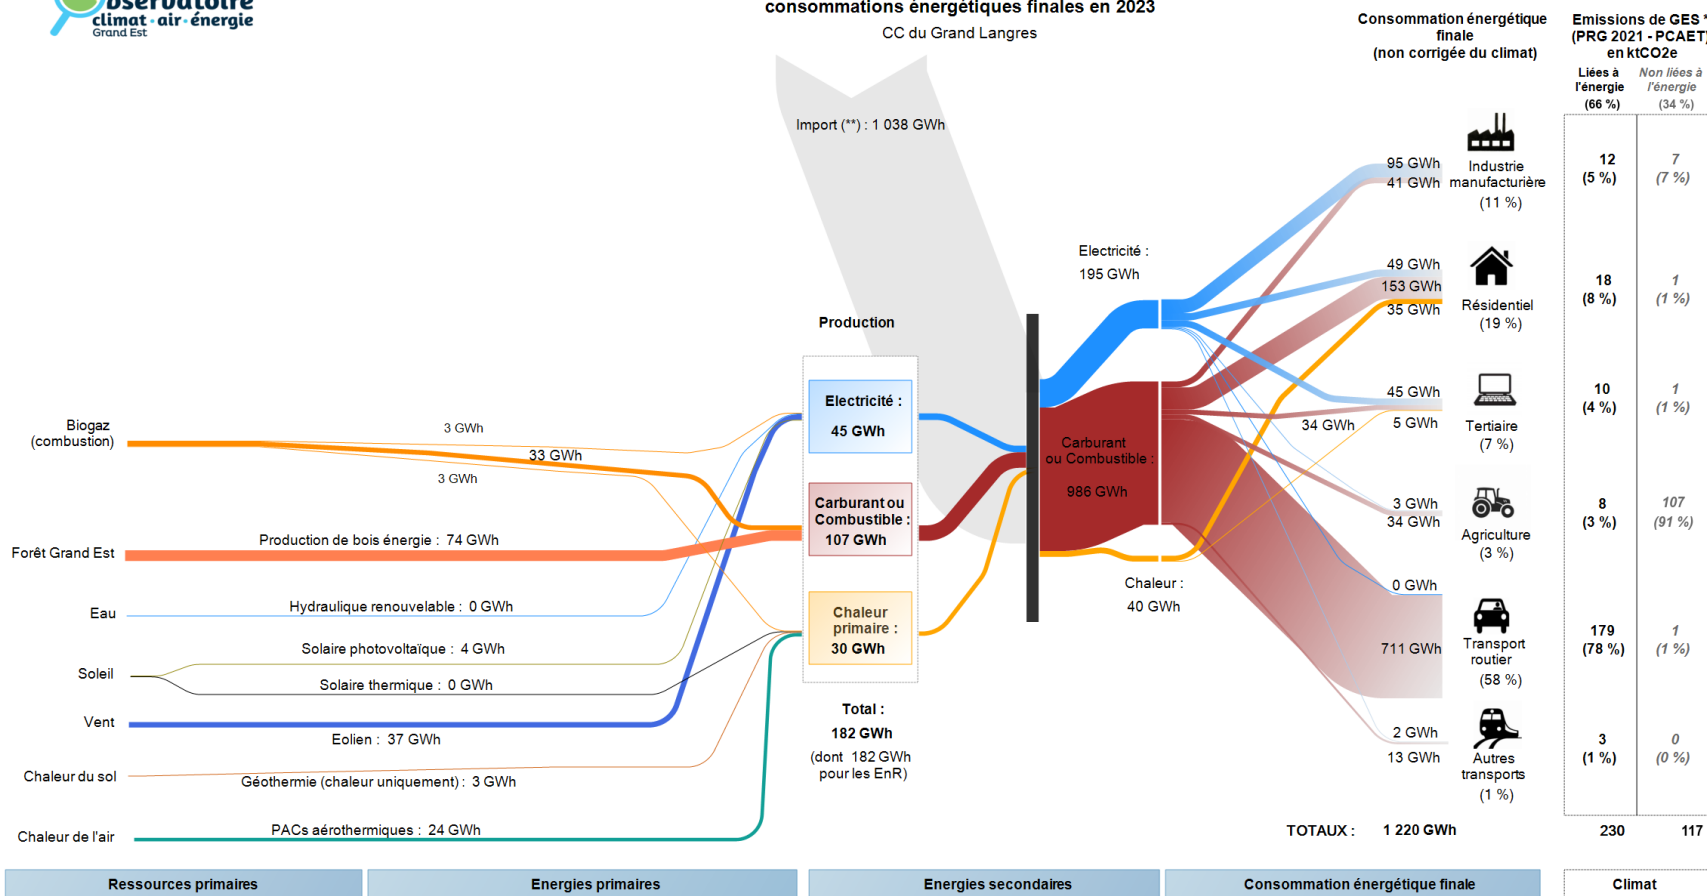 bservatoire
climat · air · énergie
Grand Est
consommations énergétiques finales en 2023
CC du Grand Langres
Consommation énergétique
finale
(non corrigée du climat)
Emissions de GES *
(PRG 2021 - PCAET)
en ktCO2e
Liées à
l'énergie
(66 %)
Non liées à
l'énergie
(34 %)
Import (**) : 1 038 GWh
95 GWh
41 GWh
Industrie
manufacturière
(11 %)
12
(5 %)
7
(7 %)
Electricité :
195 GWh
49 GWh
153 GWh
35 GWh
Résidentiel
(19 %)
18
(8 %)
1
(1 %)
Production
Electricité :
45 GWh
45 GWh
34 GWh
5 GWh
Tertiaire
(7 %)
10
(4 %)
1
(1 %)
Biogaz
(combustion)
3 GWh
33 GWh
3 GWh
Carburant
ou Combustible :
986 GWh
Carburant ou
Combustible :
107 GWh
3 GWh
34 GWh
Agriculture
(3 %)
8
(3 %)
107
(91 %)
Forêt Grand Est
Production de bois énergie : 74 GWh
Chaleur :
40 GWh
0 GWh
711 GWh
Transport
routier
(58 %)
179
(78 %)
1
(1 %)
Eau
Hydraulique renouvelable : 0 GWh
Chaleur
primaire :
30 GWh
Soleil
Solaire photovoltaïque : 4 GWh
Solaire thermique : 0 GWh
Vent
Eolien : 37 GWh
Total :
182 GWh
(dont 182 GWh
pour les EnR)
2 GWh
13 GWh
Autres
transports
(1 %)
3
(1 %)
0
(0 %)
Chaleur du sol
Géothermie (chaleur uniquement) : 3 GWh
Chaleur de l'air
PACs aérothermiques : 24 GWh
TOTAUX : 1 220 GWh
230
117
Ressources primaires
Energies primaires
Energies secondaires
Consommation énergétique finale
Climat